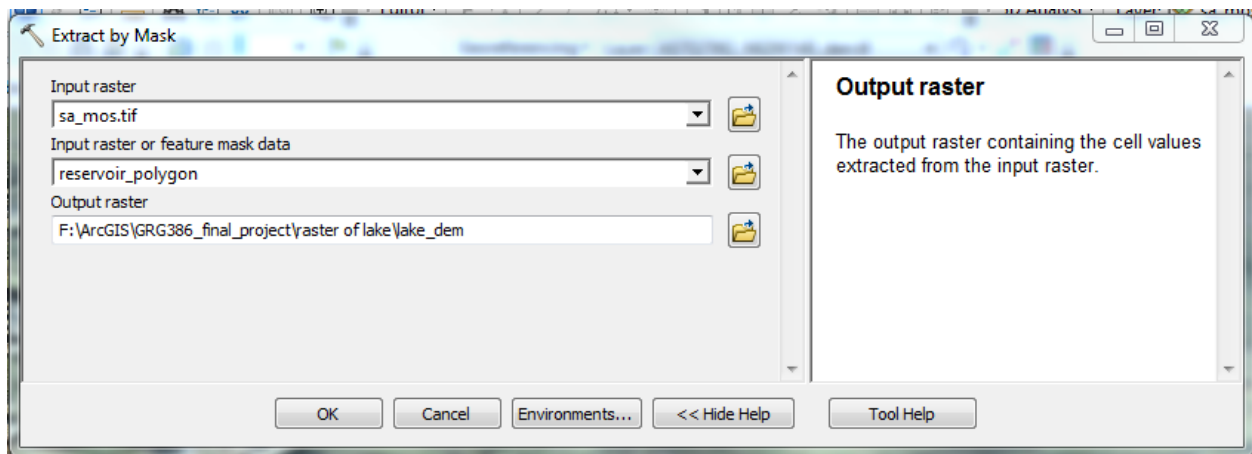 Extract by Mask
Input raster
sa_mos.tif
Input raster or feature mask data
reservoir_polygon
Output raster
F:\ArcGIS\GRG386_final_project\raster of lake\lake_dem
Output raster
The output raster containing the cell values
extracted from the input raster.
OK Cancel Environments... << Hide Help Tool Help